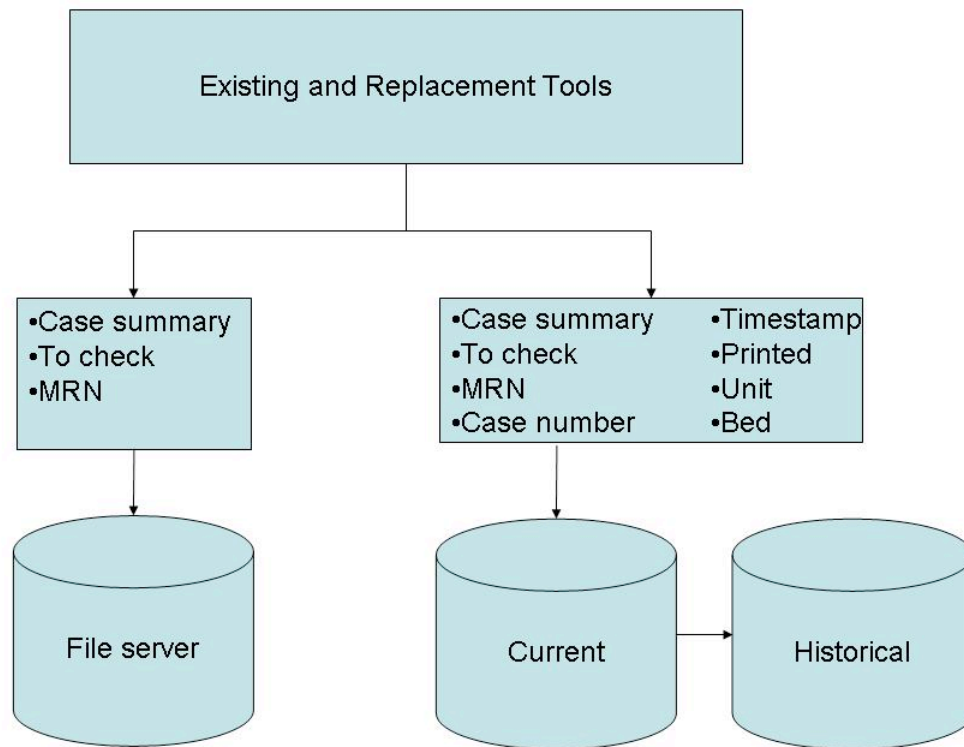 Existing and Replacement Tools
•Case summary
•To check
•MRN
•Case summary
•To check
•MRN
•Case number
•Timestamp
•Printed
•Unit
•Bed
File server
Current
Historical